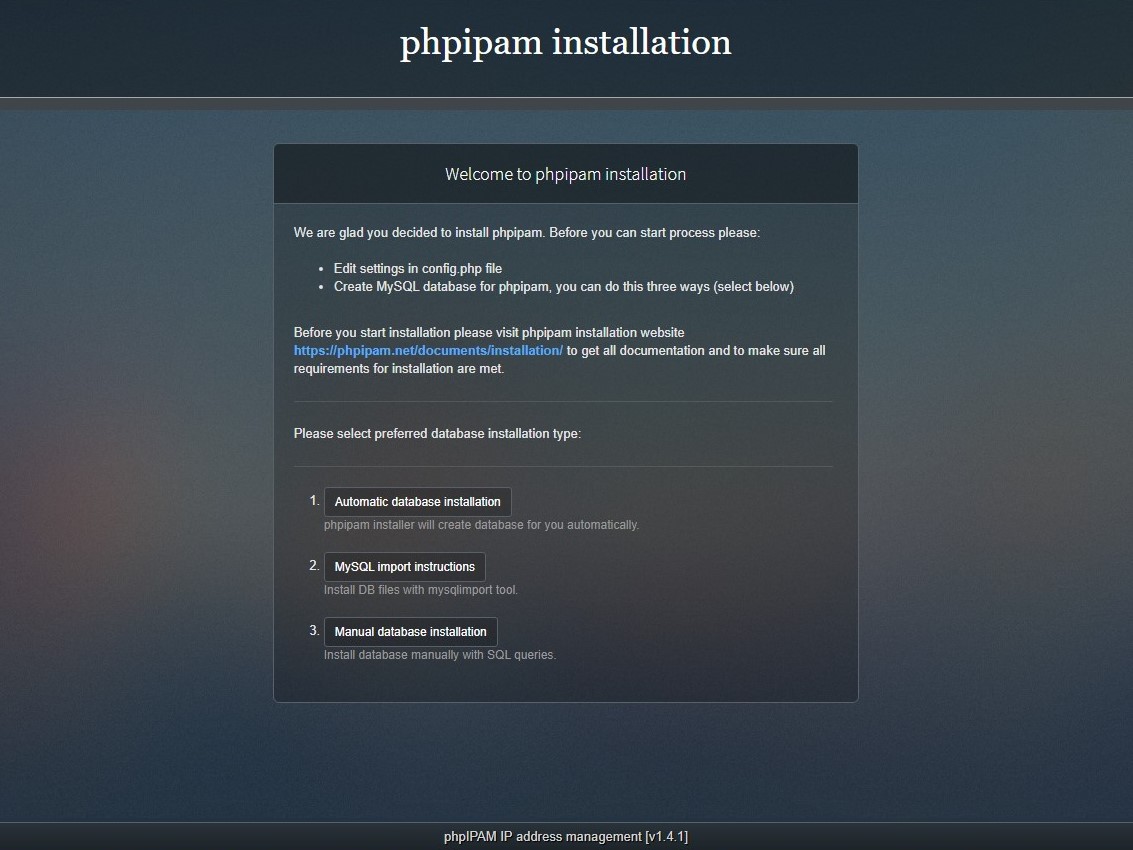 phpipam installation
Welcome to phpipam installation
We are glad you decided to install phpipam. Before you can start process please:
• Edit settings in config.php file
• Create MySQL database for phpipam, you can do this three ways (select below)
Before you start installation please visit phpipam installation website
https://phpipam.net/documents/installation/ to get all documentation and to make sure all
requirements for installation are met.
Please select preferred database installation type:
1. Automatic database installation
phpipam installer will create database for you automatically.
2. MySQL import instructions
Install DB files with mysqlimport tool.
3. Manual database installation
Install database manually with SQL queries.
phpIPAM IP address management [v1.4.1]